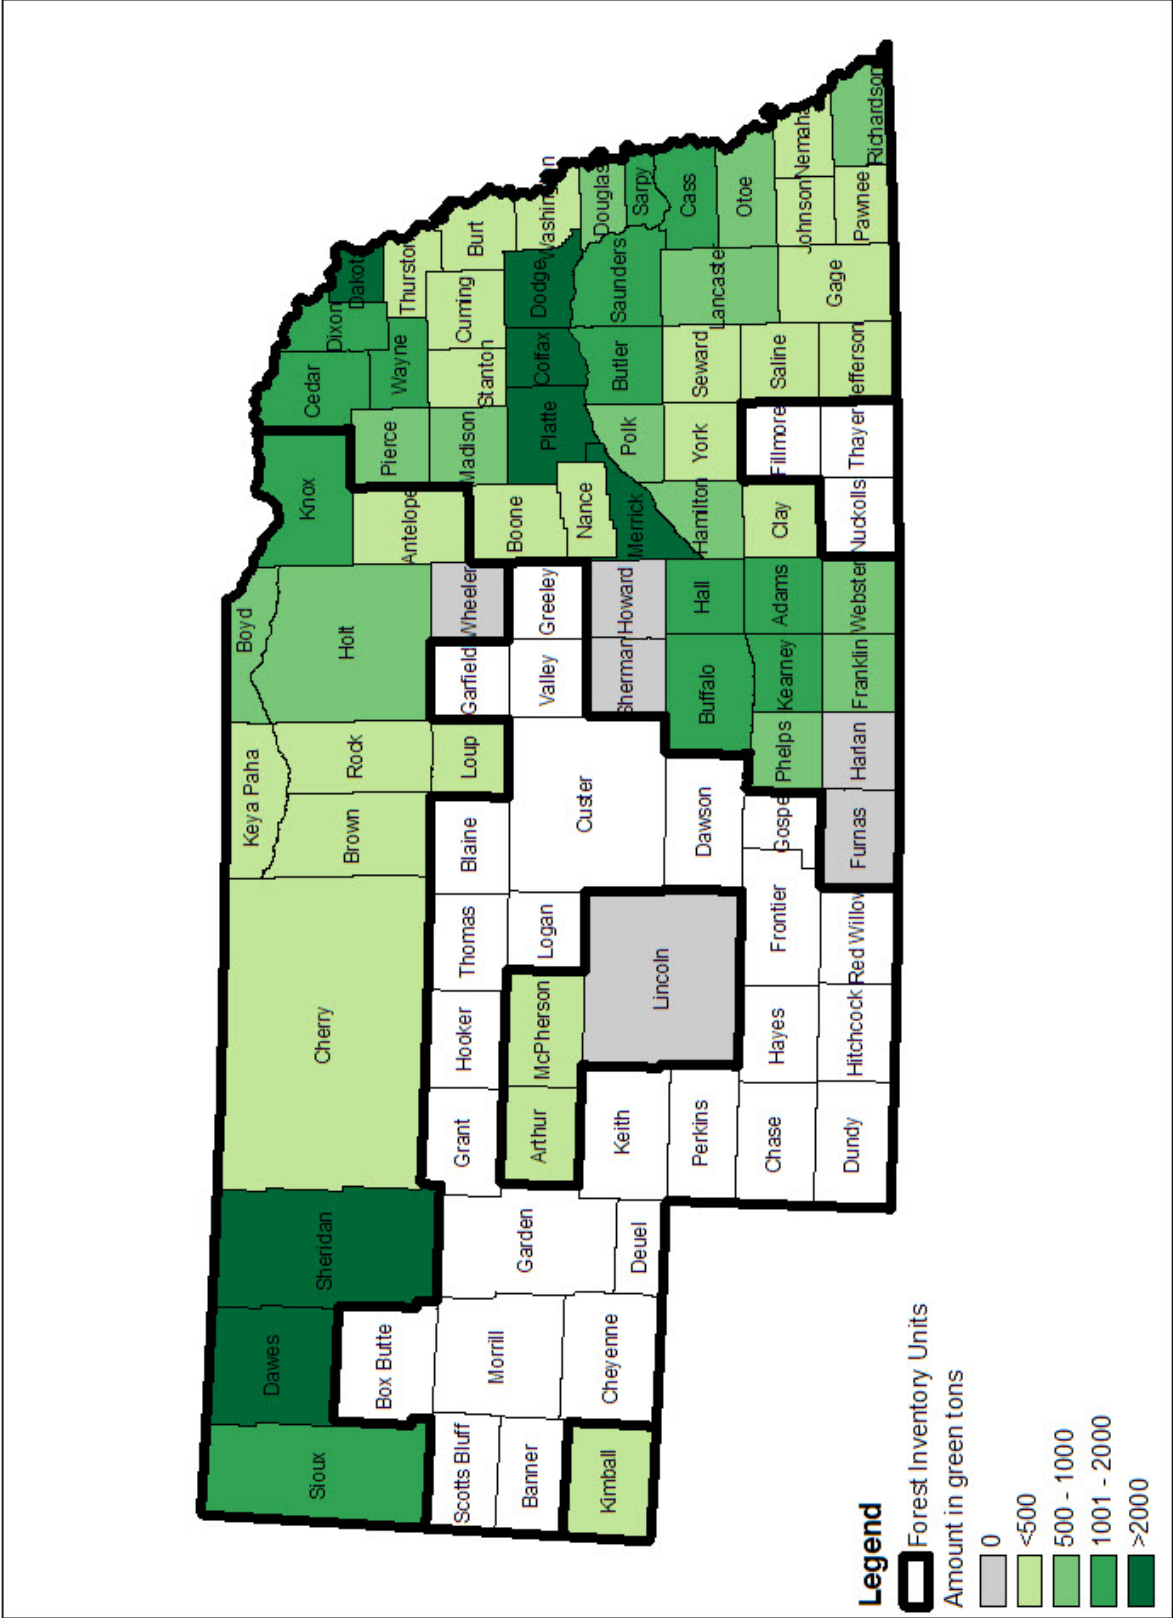 Sioux
Dawes
Sheridan
Cherry
Keya Paha
Boyd
Brown
Rock
Holt
Knox
Cedar
Dixon
Dakot
Box Butte
Antelope
Pierce
Wayne
Thurston
Scotts Bluff
Morrill
Garden
Grant
Hooker
Thomas
Blaine
Loup
Garfield
Wheeler
Madison
Stanton
Cuming
Burt
Banner
Arthur
McPherson
Logan
Custer
Valley
Greeley
Boone
Platte
Colfax
Dodge
Washin
n
Kimball
Cheyenne
Deuel
Keith
Lincoln
Sherman
Howard
Nance
Merrick
Polk
Butler
Saunders
Douglas
Sarpy
Perkins
Dawson
Buffalo
Hall
Hamilton
York
Seward
Lancaster
Cass
Otoe
Chase
Hayes
Frontier
Gospe
Phelps
Kearney
Adams
Clay
Fillmore
Saline
Gage
Johnson
Nemaha
Dundy
Hitchcock
Red Willow
Furnas
Harlan
Franklin
Webster
Nuckolls
Thayer
Jefferson
Pawnee
Richardson
Legend
Forest Inventory Units
Amount in green tons
0
<500
500 - 1000
1001 - 2000
>2000